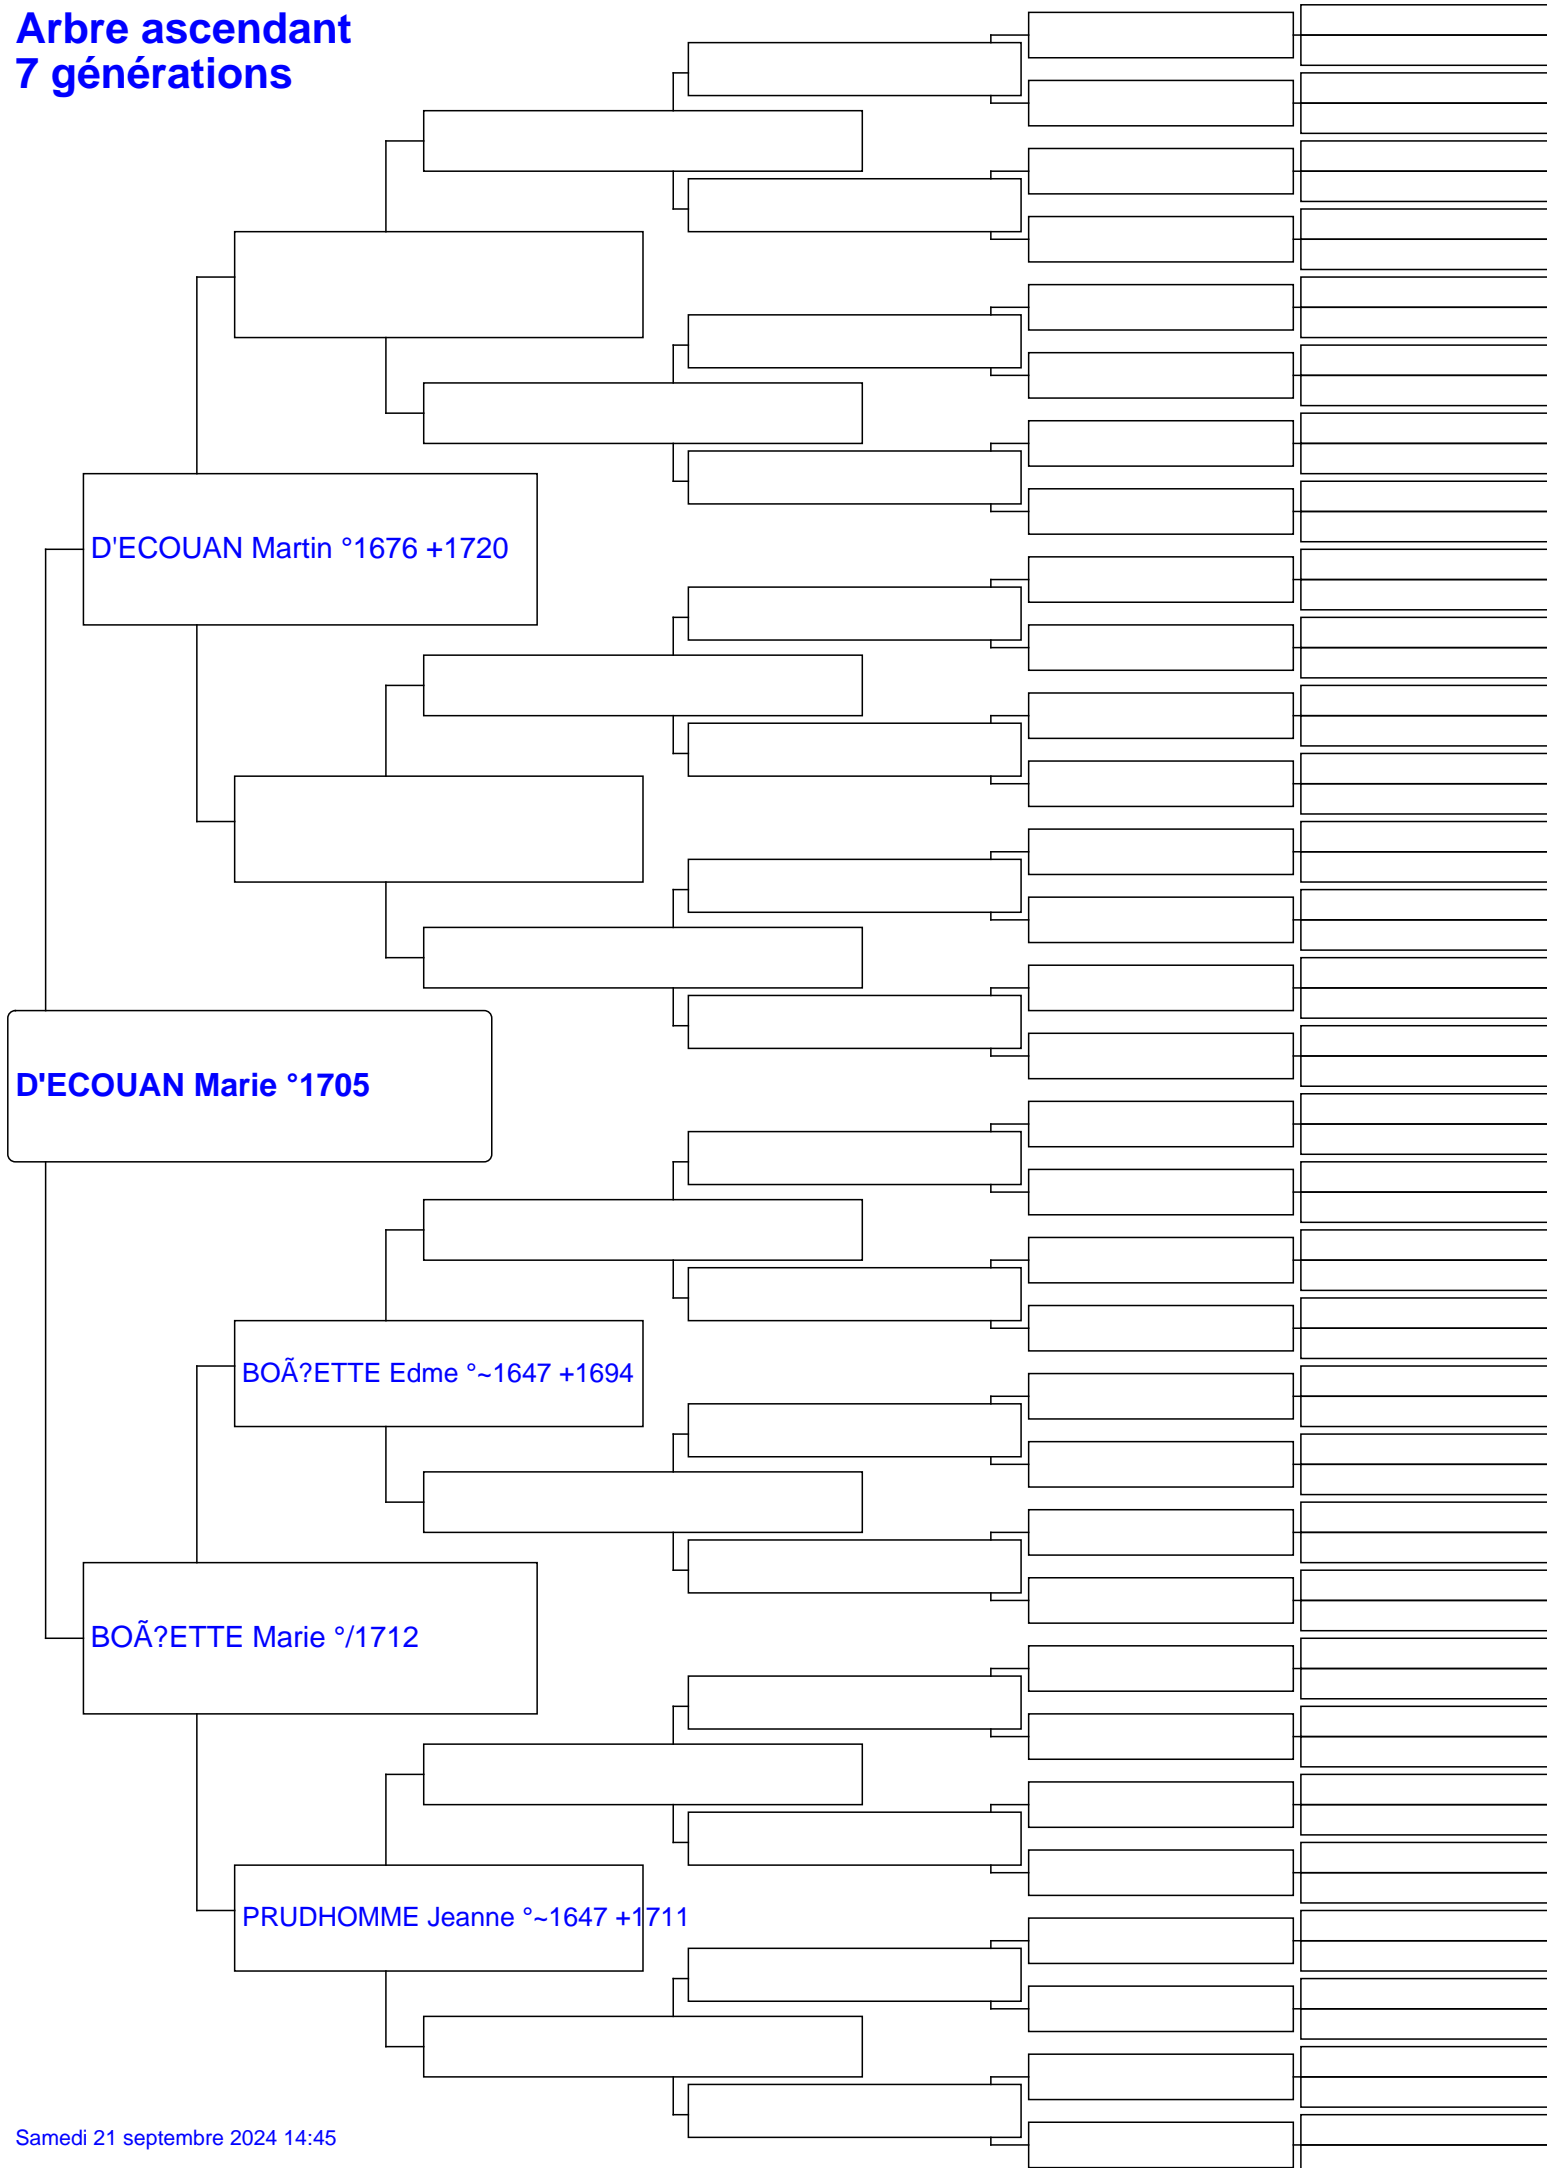 Arbre ascendant
7 générations
D'ECOUAN Martin °1676 +1720
D'ECOUAN Marie °1705
BOÃ?ETTE Edme °~1647 +1694
BOÃ?ETTE Marie °/1712
PRUDHOMME Jeanne °~1647 +1711
Samedi 21 septembre 2024 14:45